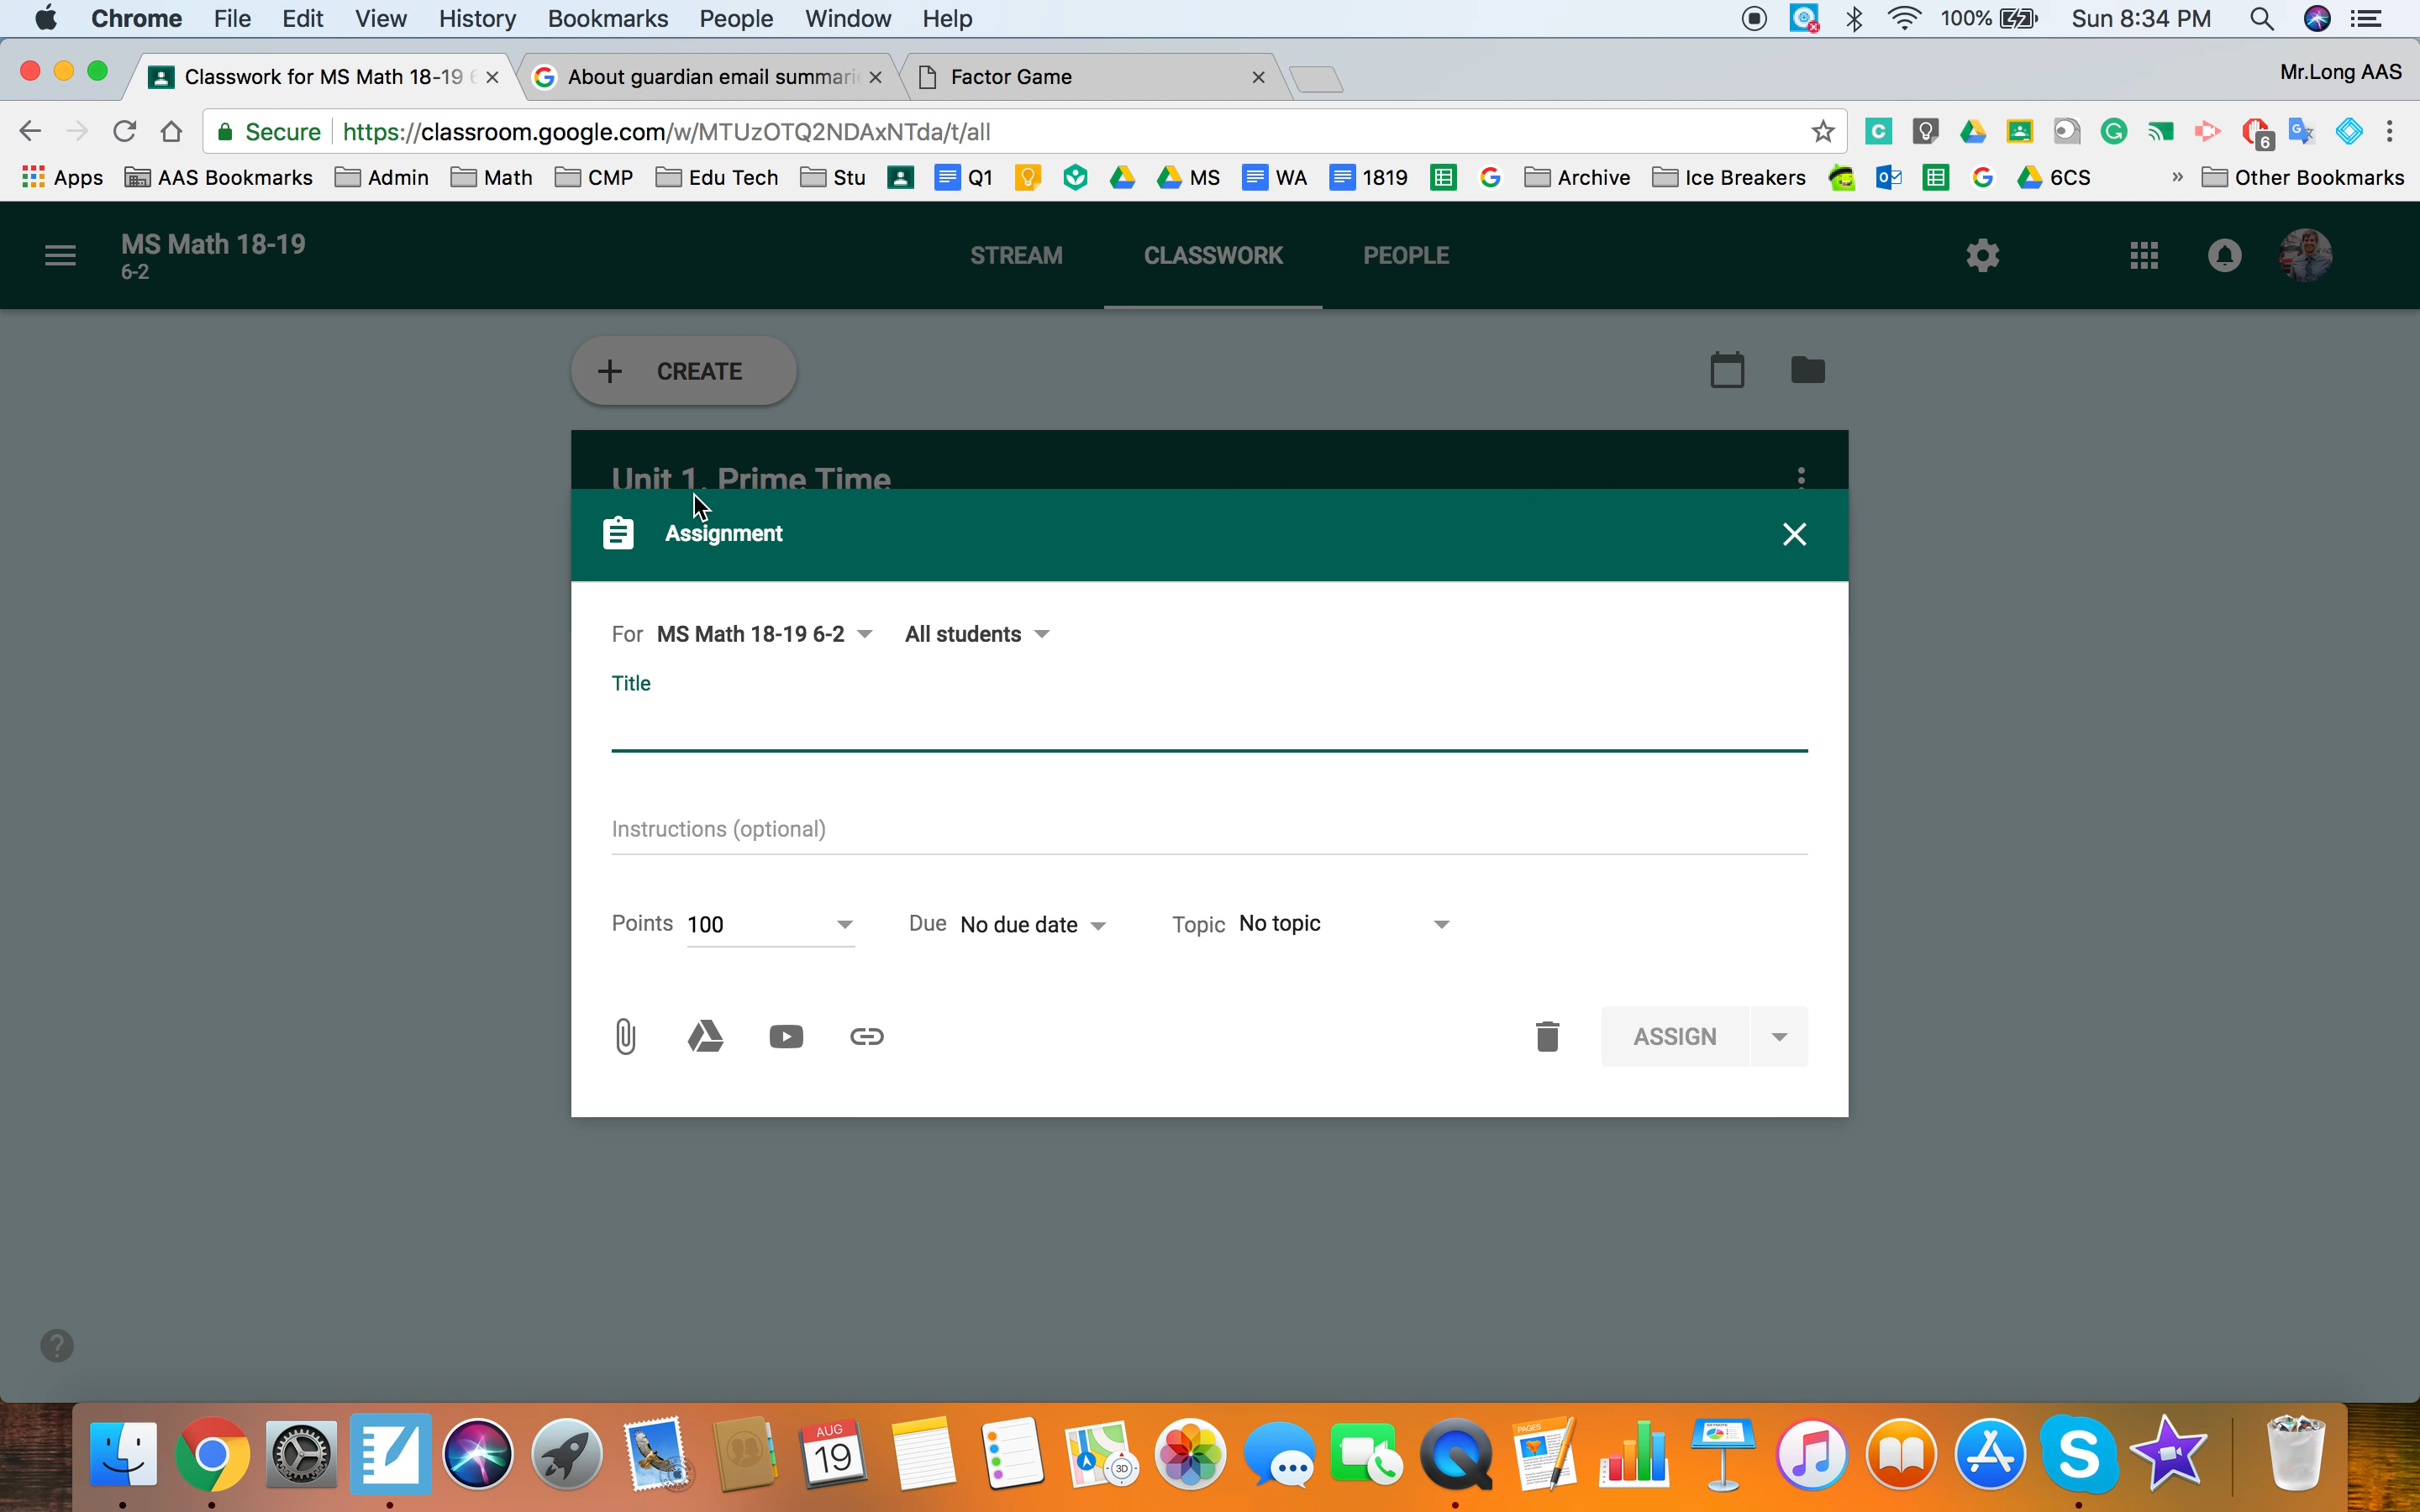 Chrome File Edit View History Bookmarks People Window Help 100% Sun 8:34 PM
Classwork for MS Math 18-19 About guardian email summari Factor Game Mr.Long AAS
Secure https://classroom.google.com/w/MTUzOTQ2NDAxNTda/t/all 6
Apps AAS Bookmarks Admin Math CMP Edu Tech Stu Q1 MS WA 1819 Archive Ice Breakers 6CS » Other Bookmarks
MS Math 18-19
6-2
STREAM CLASSWORK PEOPLE
CREATE
Unit 1. Prime Time
Assignment
For MS Math 18-19 6-2 All students
Title
Instructions (optional)
Points 100 Due No due date Topic No topic
ASSIGN
AUG
19
3D
PAGES